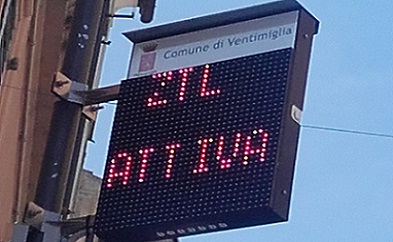 Comune di Ventimiglia
ZTL
ATTIVA